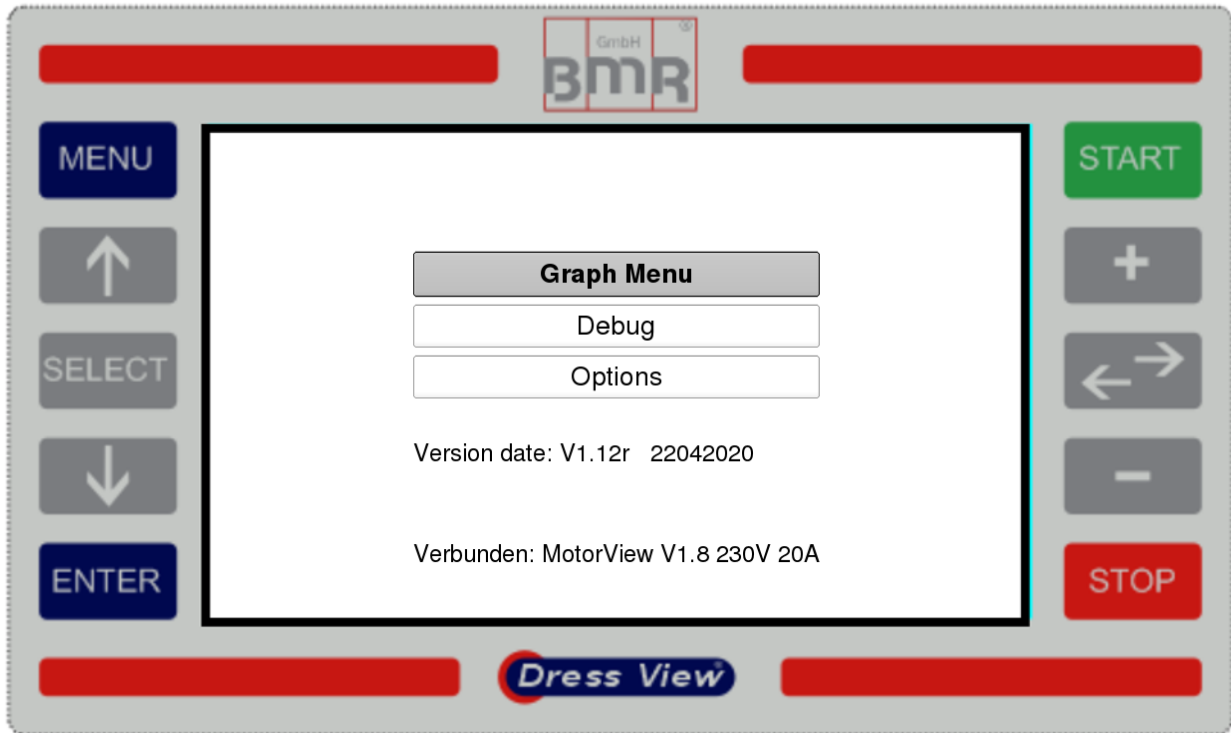 GmbH ®
BMR
MENU
START
↑
+
Graph Menu
Debug
SELECT
Options
← →
Version date: V1.12r 22042020
↓
−
Verbunden: MotorView V1.8 230V 20A
ENTER
STOP
Dress View®